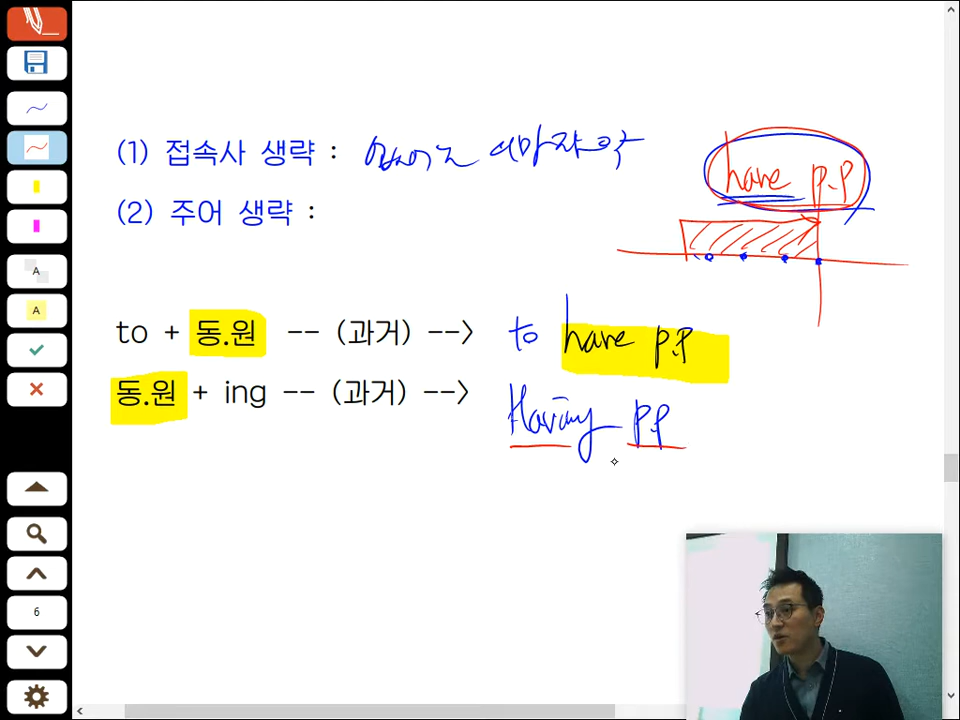 (1) 접속사 생략 :
have p.p
(2) 주어 생략 :
to + 동.원 -- (과거) --> to have p.p
동.원 + ing -- (과거) --> Having p.p
A
A
6